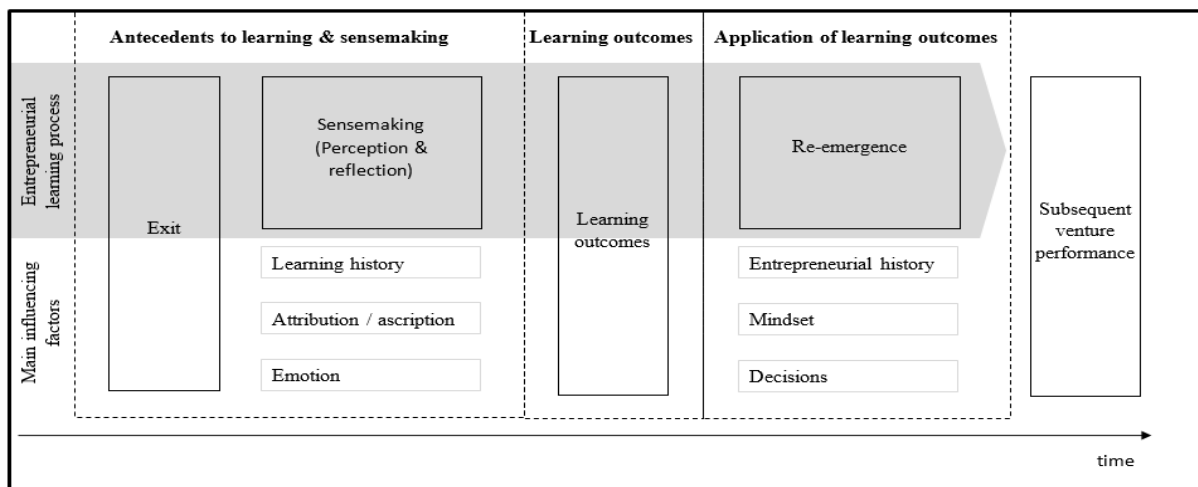 Antecedents to learning & sensemaking
Learning outcomes
Application of learning outcomes
Entrepreneurial
learning process
Exit
Sensemaking
(Perception &
reflection)
Learning
outcomes
Re-emergence
Subsequent
venture
performance
Main influencing
factors
Learning history
Attribution / ascription
Emotion
Entrepreneurial history
Mindset
Decisions
time